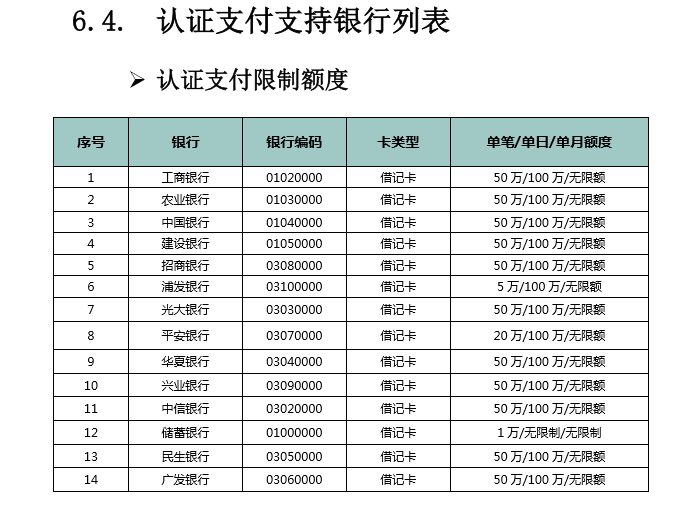 6.4. 认证支付支持银行列表
➢ 认证支付限制额度
序号 银行 银行编码 卡类型 单笔/单日/单月额度
1 工商银行 01020000 借记卡 50 万/100 万/无限额
2 农业银行 01030000 借记卡 50 万/100 万/无限额
3 中国银行 01040000 借记卡 50 万/100 万/无限额
4 建设银行 01050000 借记卡 50 万/100 万/无限额
5 招商银行 03080000 借记卡 50 万/100 万/无限额
6 浦发银行 03100000 借记卡 5 万/100 万/无限额
7 光大银行 03030000 借记卡 50 万/100 万/无限额
8 平安银行 03070000 借记卡 20 万/100 万/无限额
9 华夏银行 03040000 借记卡 50 万/100 万/无限额
10 兴业银行 03090000 借记卡 50 万/100 万/无限额
11 中信银行 03020000 借记卡 50 万/100 万/无限额
12 储蓄银行 01000000 借记卡 1 万/无限制/无限制
13 民生银行 03050000 借记卡 50 万/100 万/无限额
14 广发银行 03060000 借记卡 50 万/100 万/无限额